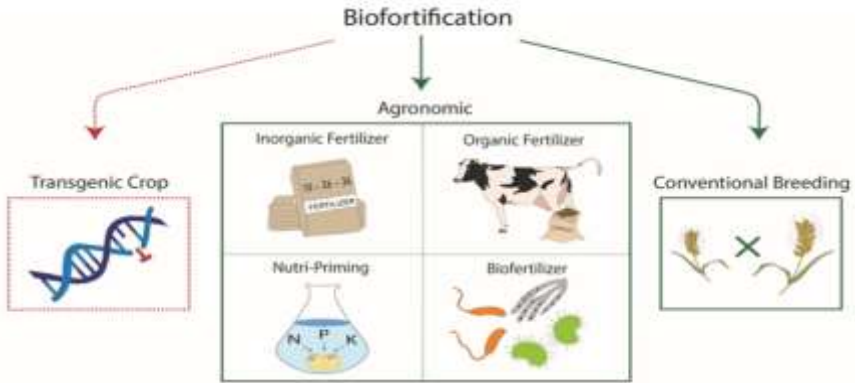 Biofortification
Agronomic
Inorganic Fertilizer
Organic Fertilizer
Transgenic Crop
Conventional Breeding
FERTILIZER
Nutri-Priming
Biofertilizer
N P K